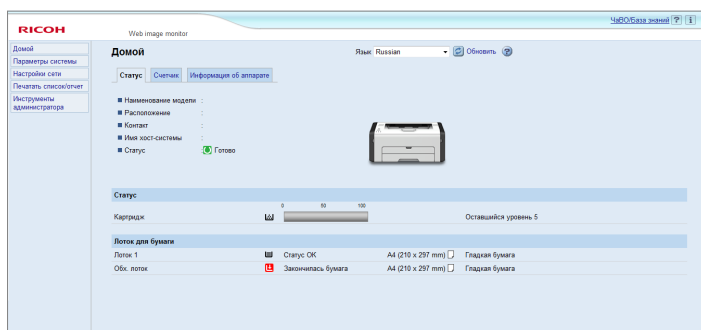 ЧаВО/База знаний
RICOH
Web image monitor
Домой
Параметры системы
Настройки сети
Печатать список/отчет
Инструменты
администратора
Домой
Язык Russian Обновить
Статус Счетчик Информация об аппарате
Наименование модели :
Расположение :
Контакт :
Имя хост-системы :
Статус : Готово
Статус
0 50 100
Картридж Оставшийся уровень 5
Лоток для бумаги
Лоток 1 Статус OK A4 (210 x 297 mm) Гладкая бумага
Обх. лоток Закончилась бумага A4 (210 x 297 mm) Гладкая бумага